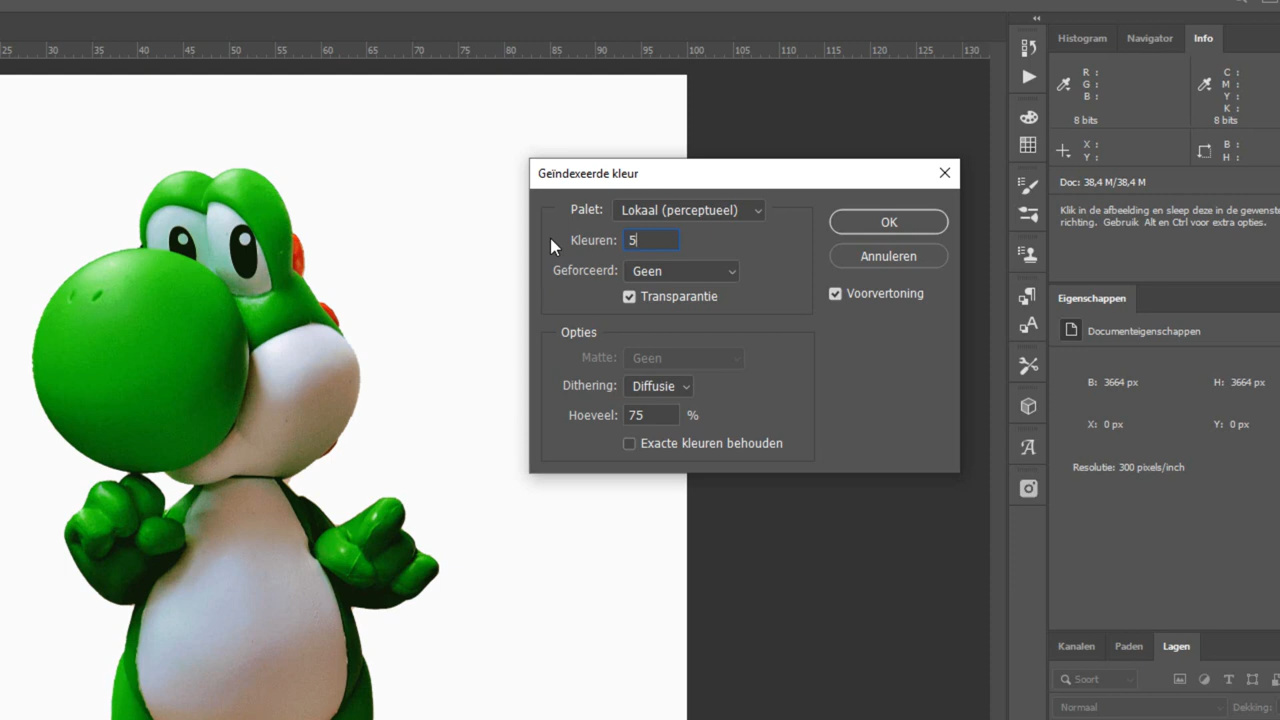 25 30 35 40 45 50 55 60 65 70 75 80 85 90 95 100 105 110 115 120 125 130
Histogram Navigator Info
R : C :
G : M :
B : Y :
K :
8 bits 8 bits
X : B :
Y : H :
Doc: 38,4 M/38,4 M
Klik in de afbeelding en sleep deze in de gewenste
richting. Gebruik Alt en Ctrl voor extra opties.
Eigenschappen
Documenteigenschappen
B: 3664 px H: 3664 px
X: 0 px Y: 0 px
Resolutie: 300 pixels/inch
Kanalen Paden Lagen
Soort
Normaal Dekking:
Geïndexeerde kleur
Palet: Lokaal (perceptueel)
Kleuren: 5
Geforceerd: Geen
Transparantie
Opties
Matte: Geen
Dithering: Diffusie
Hoeveel: 75 %
Exacte kleuren behouden
OK
Annuleren
Voorvertoning